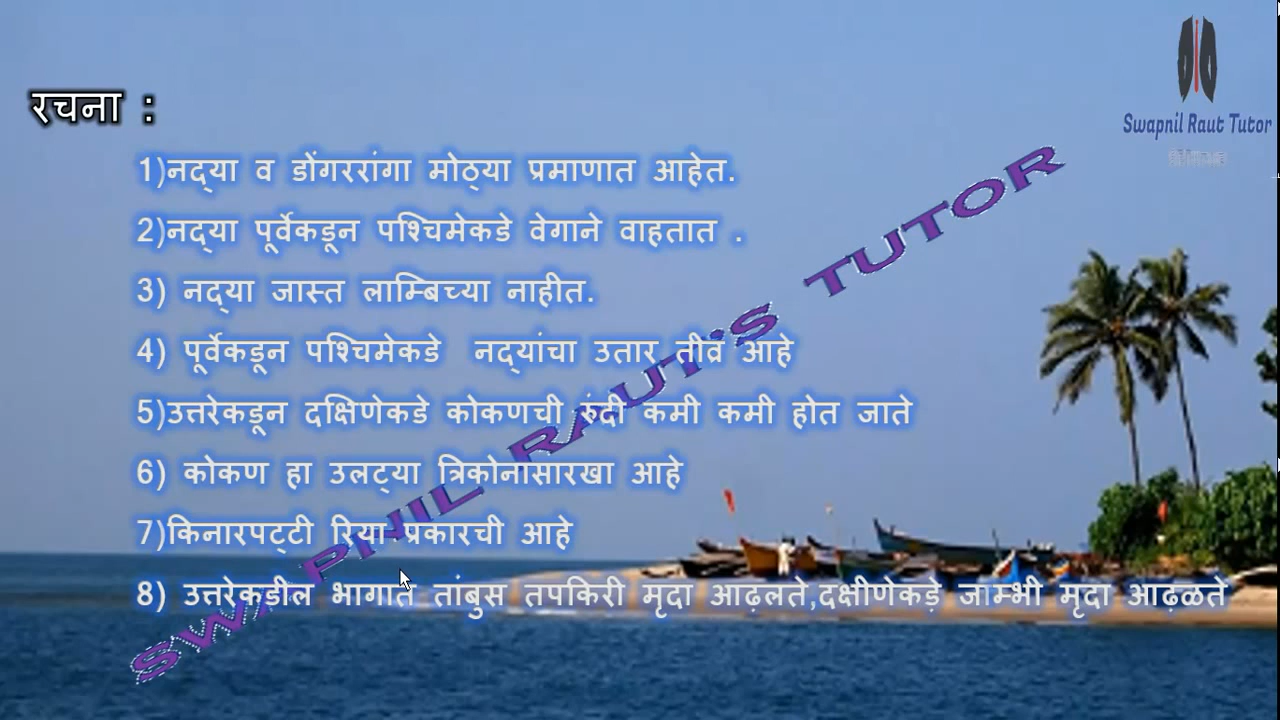 Swapnil Raut Tutor
रचना :
1)नद्या व डोंगररांगा मोठ्या प्रमाणात आहेत.
2)नद्या पूर्वेकडून पश्चिमेकडे वेगाने वाहतात .
3) नद्या जास्त लाम्बिच्या नाहीत.
4) पूर्वेकडून पश्चिमेकडे नद्यांचा उतार तीव्र आहे
5)उत्तरेकडून दक्षिणेकडे कोकणची रुंदी कमी कमी होत जाते
6) कोकण हा उलट्या त्रिकोनासारखा आहे
7)किनारपट्टी रिया प्रकारची आहे
8) उत्तरेकडील भागात तांबुस तपकिरी मृदा आढ़लते,दक्षीणेकड़े जाम्भी मृदा आढ़ळते
SWAPNIL RAUT'S TUTOR